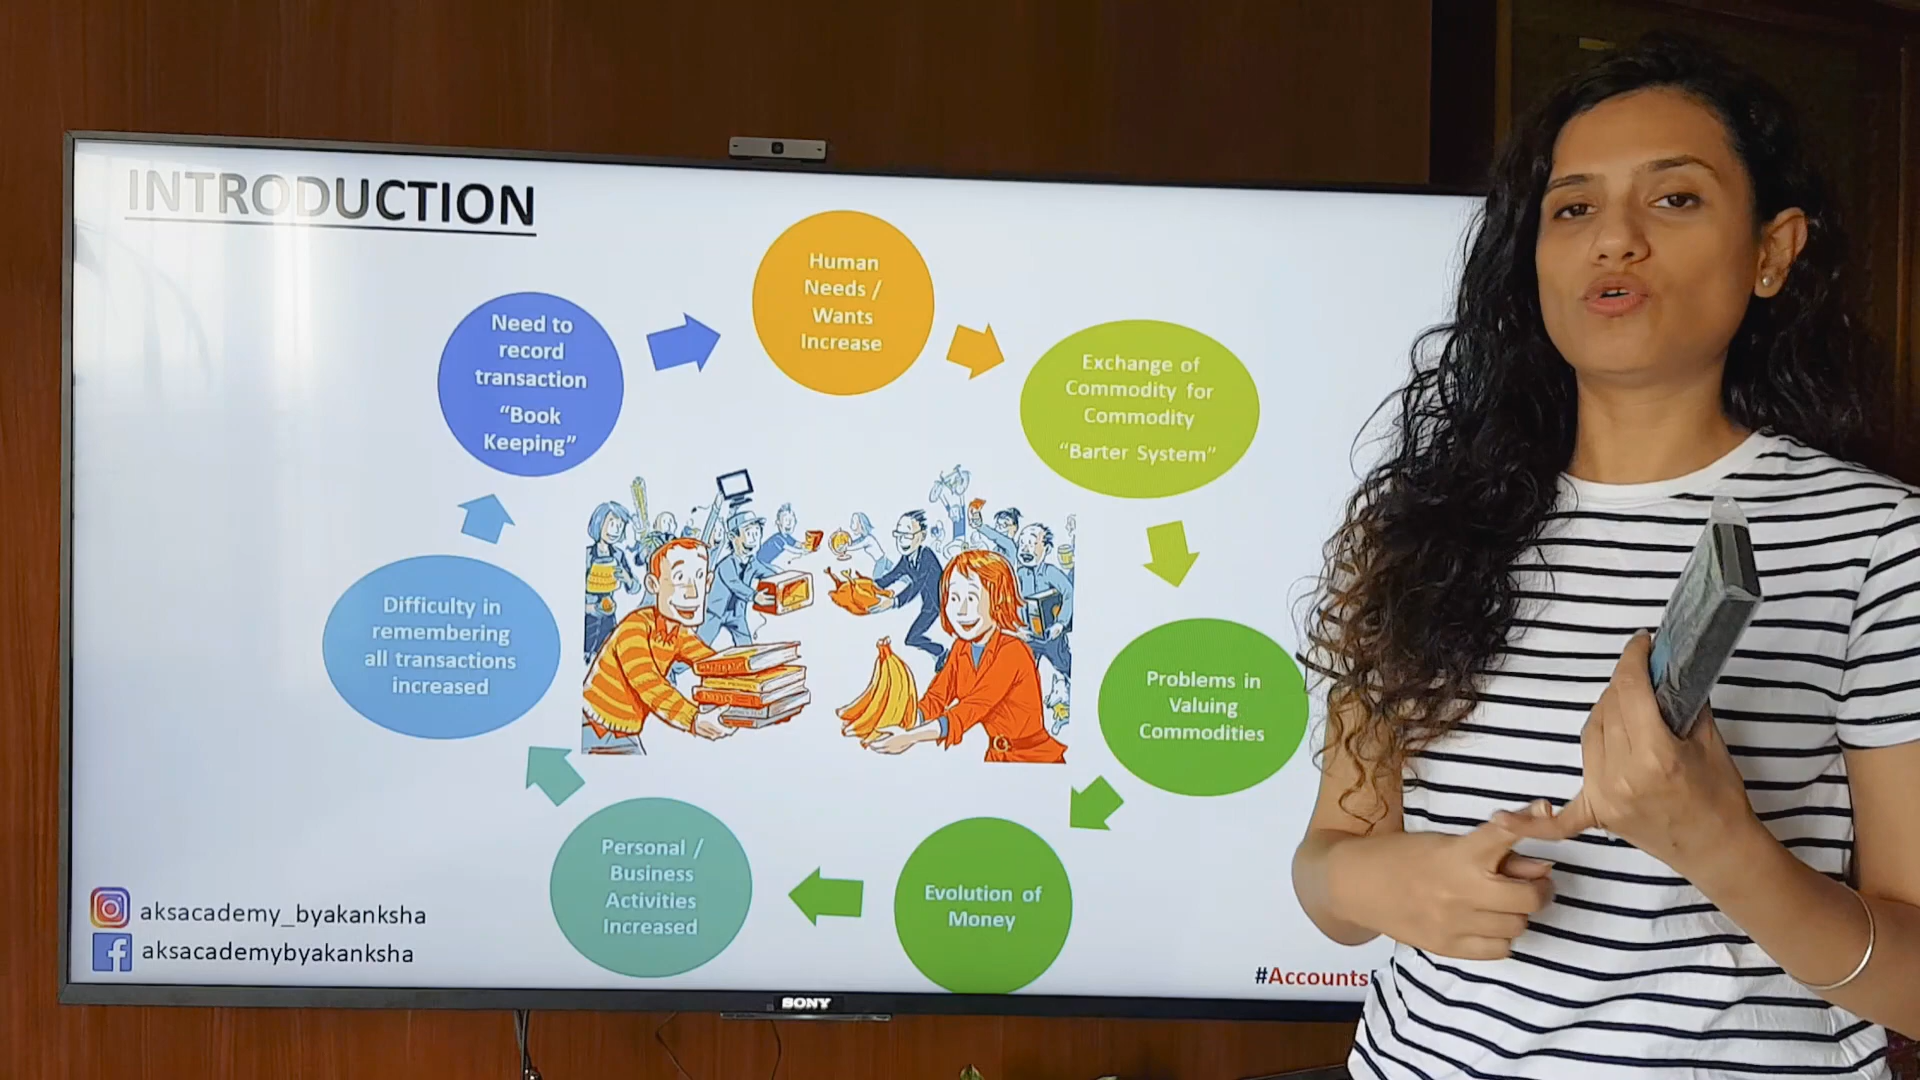 INTRODUCTION
Human
Needs /
Wants
Increase
Exchange of
Commodity for
Commodity
“Barter System”
Problems in
Valuing
Commodities
Evolution of
Money
Personal /
Business
Activities
Increased
Difficulty in
remembering
all transactions
increased
Need to
record
transaction
“Book
Keeping”
aksacademy_byakanksha
aksacademybyakanksha
#Accounts
SONY